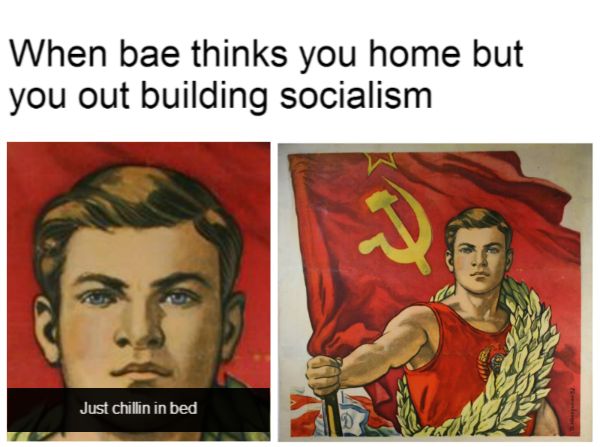 When bae thinks you home but
you out building socialism
Just chillin in bed